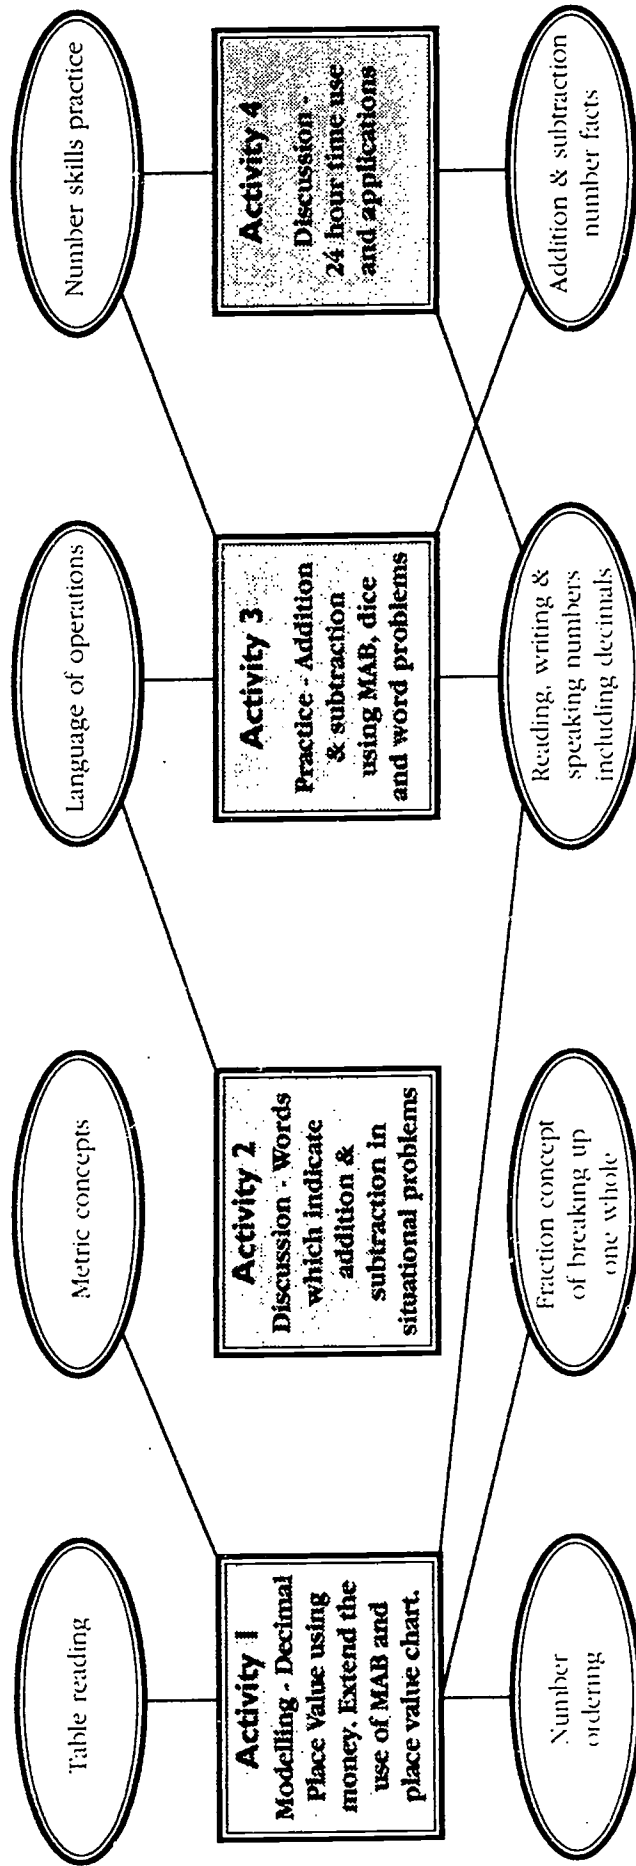 Table reading
Metric concepts
Language of operations
Number skills practice
Activity 1
Modelling - Decimal
Place Value using
money. Extend the
use of MAB and
place value chart.
Activity 2
Discussion - Words
which indicate
addition &
subtraction in
situational problems
Activity 3
Practice - Addition
& subtraction
using MAB, dice
and word problems
Activity 4
Discussion -
24 hour time use
and applications
Number
ordering
Fraction concept
of breaking up
one whole
Reading, writing &
speaking numbers
including decimals
Addition & subtraction
number facts